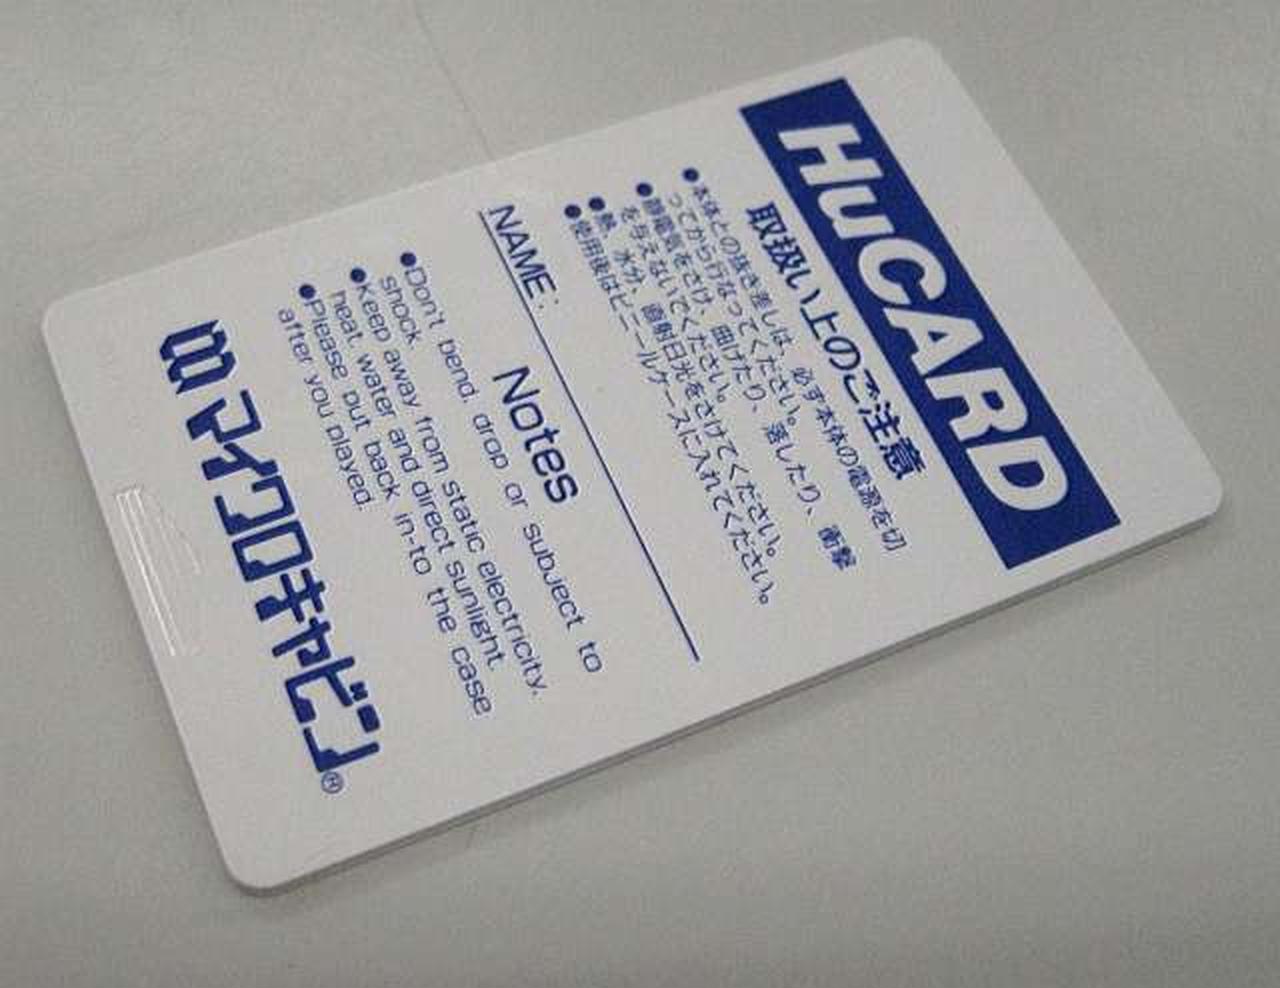 HuCARD
取扱い上のご注意
●本体との抜き差しは、必ず本体の電源を切
ってから行なってください。
●静電気をさけ、曲げたり、落したり、衝撃
を与えないでください。
●熱、水分、直射日光をさけてください。
●使用後はビニールケースに入れてください。
NAME:
Notes
●Don't bend, drop or subject to
shock.
●Keep away from static electricity,
heat, water and direct sunlight.
●Please put back in-to the case
after you played.
マイクロキャビン®